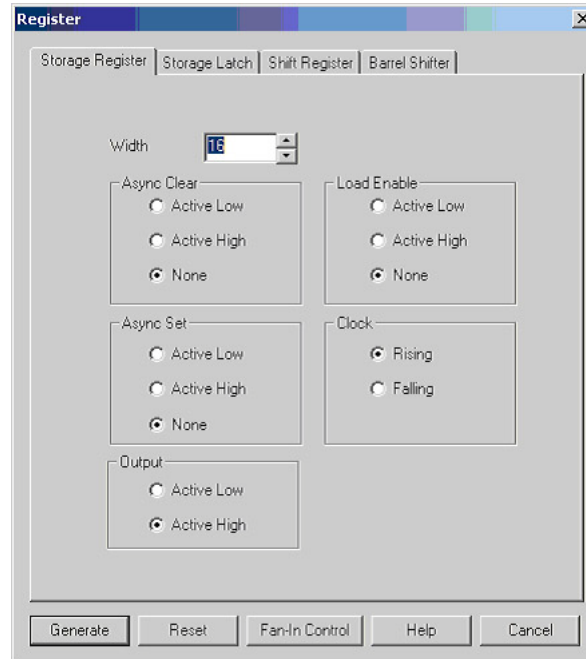 Register
Storage Register Storage Latch Shift Register Barrel Shifter
Width 16
Async Clear
Active Low
Active High
None
Load Enable
Active Low
Active High
None
Async Set
Active Low
Active High
None
Clock
Rising
Falling
Output
Active Low
Active High
Generate Reset Fan-In Control Help Cancel